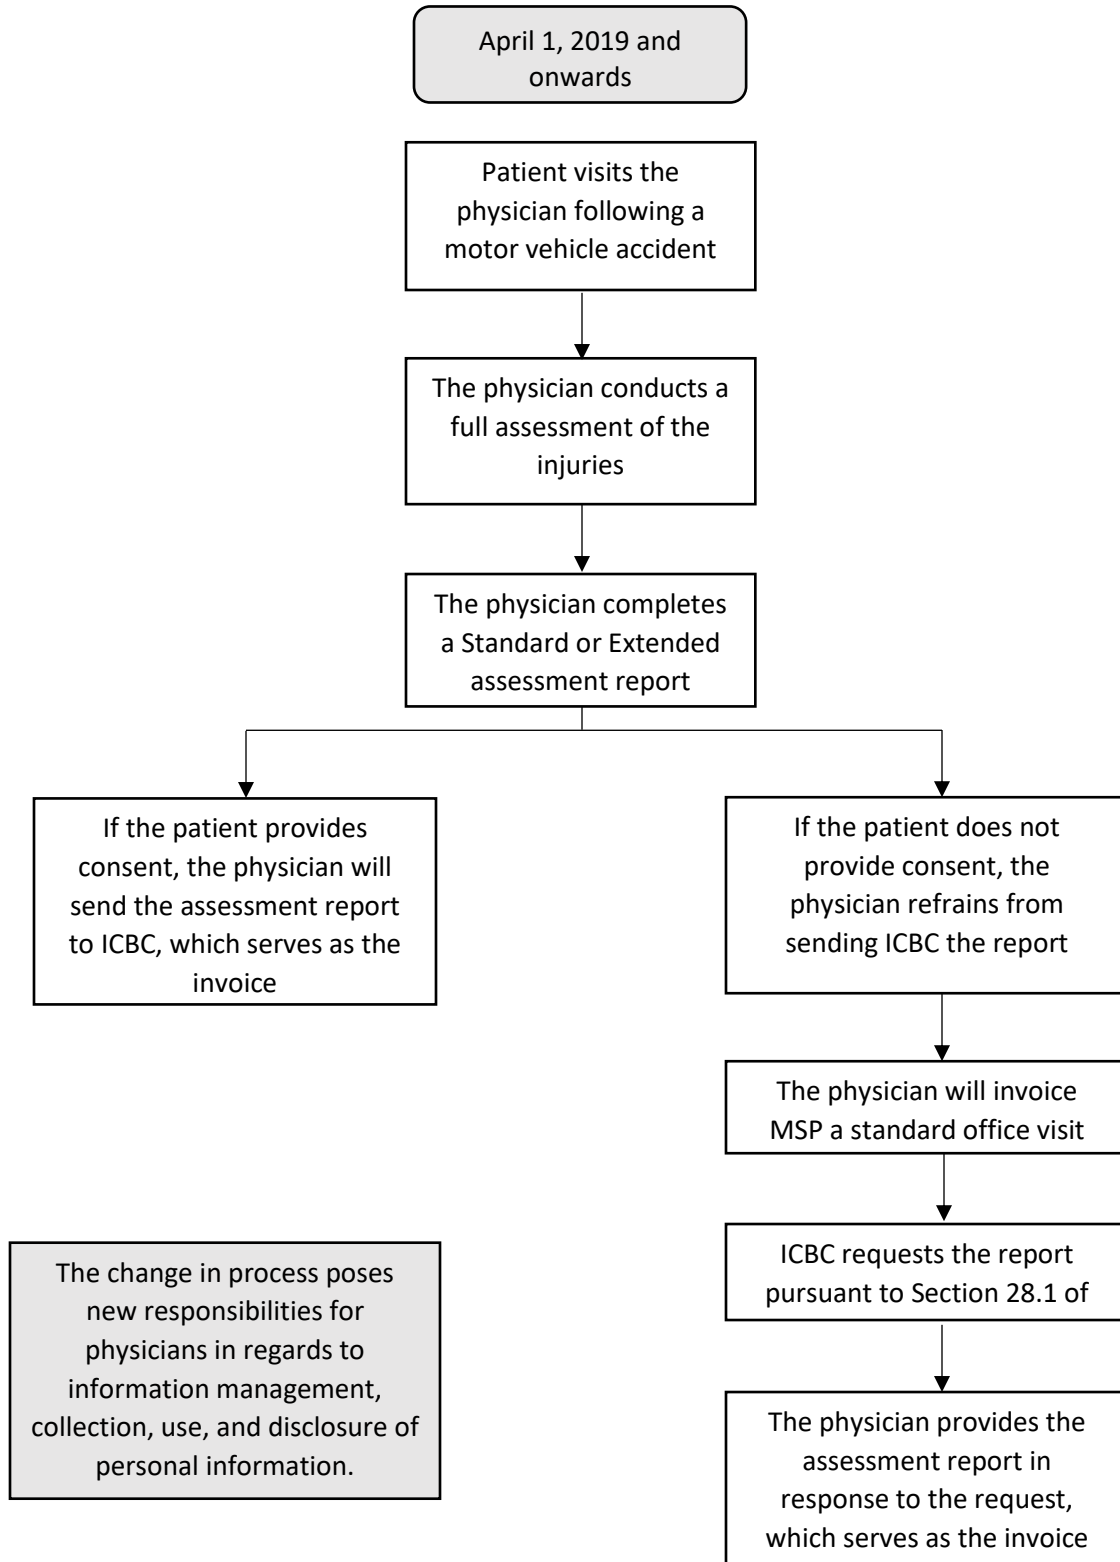 April 1, 2019 and
onwards
Patient visits the
physician following a
motor vehicle accident
The physician conducts a
full assessment of the
injuries
The physician completes
a Standard or Extended
assessment report
If the patient provides
consent, the physician will
send the assessment report
to ICBC, which serves as the
invoice
If the patient does not
provide consent, the
physician refrains from
sending ICBC the report
The physician will invoice
MSP a standard office visit
ICBC requests the report
pursuant to Section 28.1 of
The physician provides the
assessment report in
response to the request,
which serves as the invoice
The change in process poses
new responsibilities for
physicians in regards to
information management,
collection, use, and disclosure of
personal information.